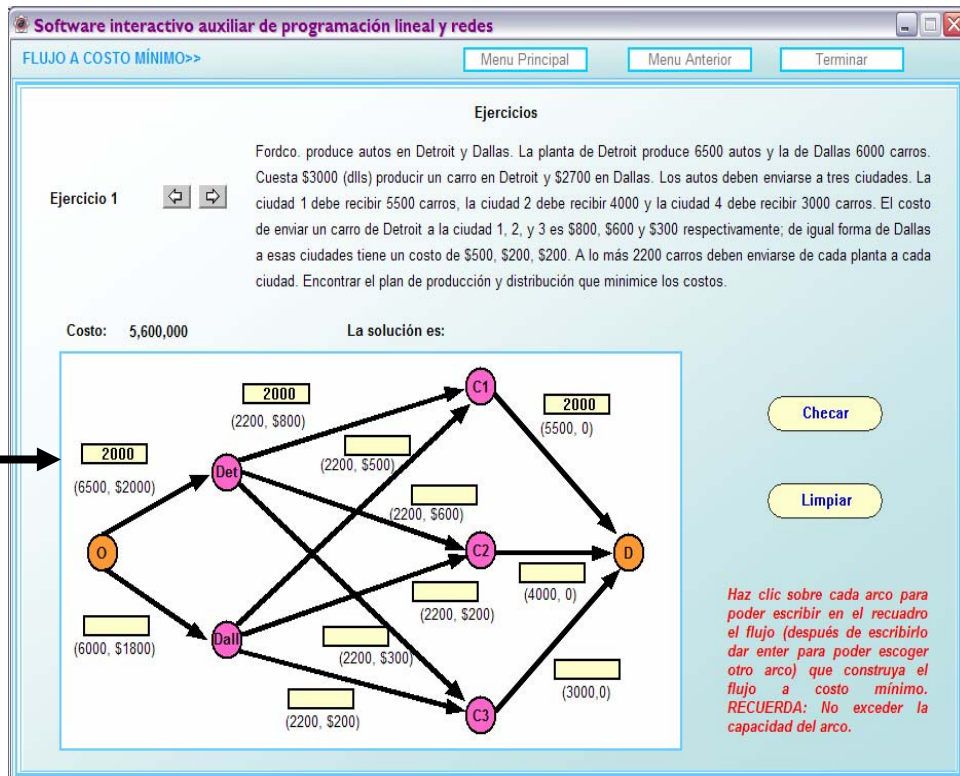 Software interactivo auxiliar de programación lineal y redes
FLUJO A COSTO MÍNIMO>>
Menu Principal
Menu Anterior
Terminar
Ejercicios
Ejercicio 1
Fordco. produce autos en Detroit y Dallas. La planta de Detroit produce 6500 autos y la de Dallas 6000 carros.
Cuesta $3000 (dlls) producir un carro en Detroit y $2700 en Dallas. Los autos deben enviarse a tres ciudades. La
ciudad 1 debe recibir 5500 carros, la ciudad 2 debe recibir 4000 y la ciudad 4 debe recibir 3000 carros. El costo
de enviar un carro de Detroit a la ciudad 1, 2, y 3 es $800, $600 y $300 respectivamente; de igual forma de Dallas
a esas ciudades tiene un costo de $500, $200, $200. A lo más 2200 carros deben enviarse de cada planta a cada
ciudad. Encontrar el plan de producción y distribución que minimice los costos.
Costo: 5,600,000
La solución es:
2000
(2200, $800)
C1
2000
(5500, 0)
2000
(6500, $2000)
Det
(2200, $500)
(2200, $600)
O
C2
D
(4000, 0)
(2200, $200)
(6000, $1800)
Dall
(2200, $300)
(2200, $200)
C3
(3000,0)
Checar
Limpiar
Haz clic sobre cada arco para
poder escribir en el recuadro
el flujo (después de escribirlo
dar enter para poder escoger
otro arco) que construya el
flujo a costo mínimo.
RECUERDA: No exceder la
capacidad del arco.